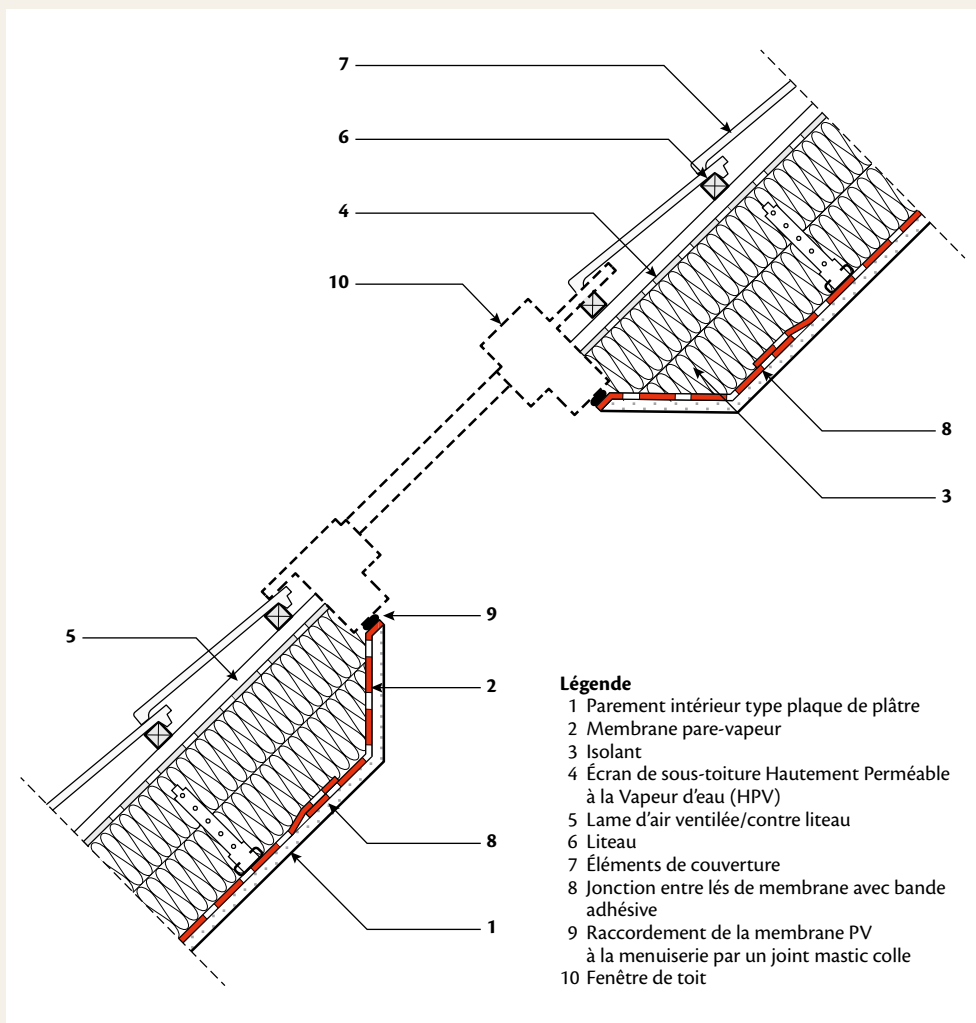 7
6
4
10
8
3
9
5
2
8
1
Légende
1 Parement intérieur type plaque de plâtre
2 Membrane pare-vapeur
3 Isolant
4 Écran de sous-toiture Hautement Perméable
à la Vapeur d'eau (HPV)
5 Lame d'air ventilée/contre liteau
6 Liteau
7 Éléments de couverture
8 Jonction entre lés de membrane avec bande
adhésive
9 Raccordement de la membrane PV
à la menuiserie par un joint mastic colle
10 Fenêtre de toit